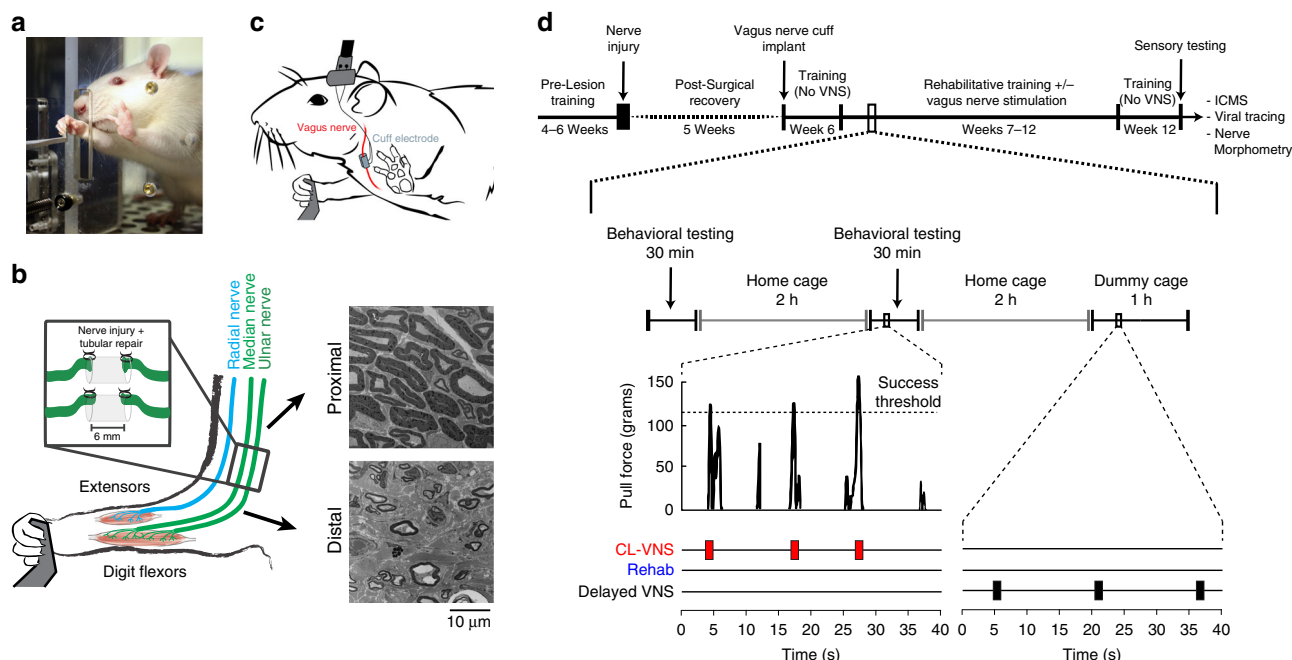 a
c
Vagus nerve
Cuff electrode
b
Nerve injury +
tubular repair
6 mm
Radial nerve
Median nerve
Ulnar nerve
Extensors
Digit flexors
Proximal
Distal
10 μm
d
Nerve
injury
Vagus nerve cuff
implant
Sensory testing
Pre-Lesion
training
Post-Surgical
recovery
Training
(No VNS)
Rehabilitative training +/–
vagus nerve stimulation
Training
(No VNS)
4–6 Weeks
5 Weeks
Week 6
Weeks 7–12
Week 12
- ICMS
- Viral tracing
- Nerve
Morphometry
Behavioral testing
30 min
Behavioral testing
30 min
Home cage
2 h
Home cage
2 h
Dummy cage
1 h
Pull force (grams)
150
100
50
0
Success
threshold
CL-VNS
Rehab
Delayed VNS
0 5 10 15 20 25 30 35 40
Time (s)
0 5 10 15 20 25 30 35 40
Time (s)